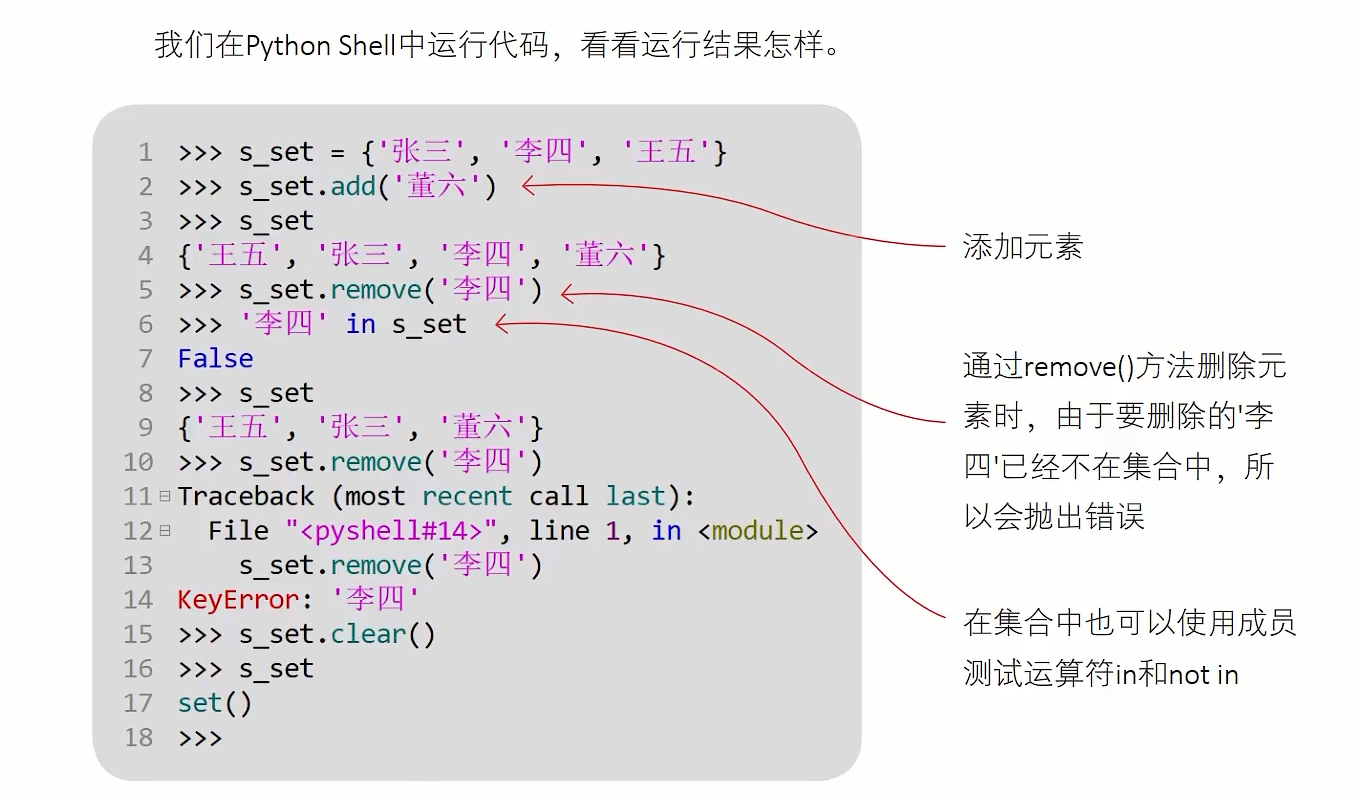 我们在Python Shell中运行代码，看看运行结果怎样。
1 >>> s_set = {'张三', '李四', '王五'}
2 >>> s_set.add('董六')
3 >>> s_set
4 {'王五', '张三', '李四', '董六'}
5 >>> s_set.remove('李四')
6 >>> '李四' in s_set
7 False
8 >>> s_set
9 {'王五', '张三', '董六'}
10 >>> s_set.remove('李四')
11 Traceback (most recent call last):
12   File "<pyshell#14>", line 1, in <module>
13     s_set.remove('李四')
14 KeyError: '李四'
15 >>> s_set.clear()
16 >>> s_set
17 set()
18 >>>
添加元素
通过remove()方法删除元
素时，由于要删除的'李
四'已经不在集合中，所
以会抛出错误
在集合中也可以使用成员
测试运算符in和not in